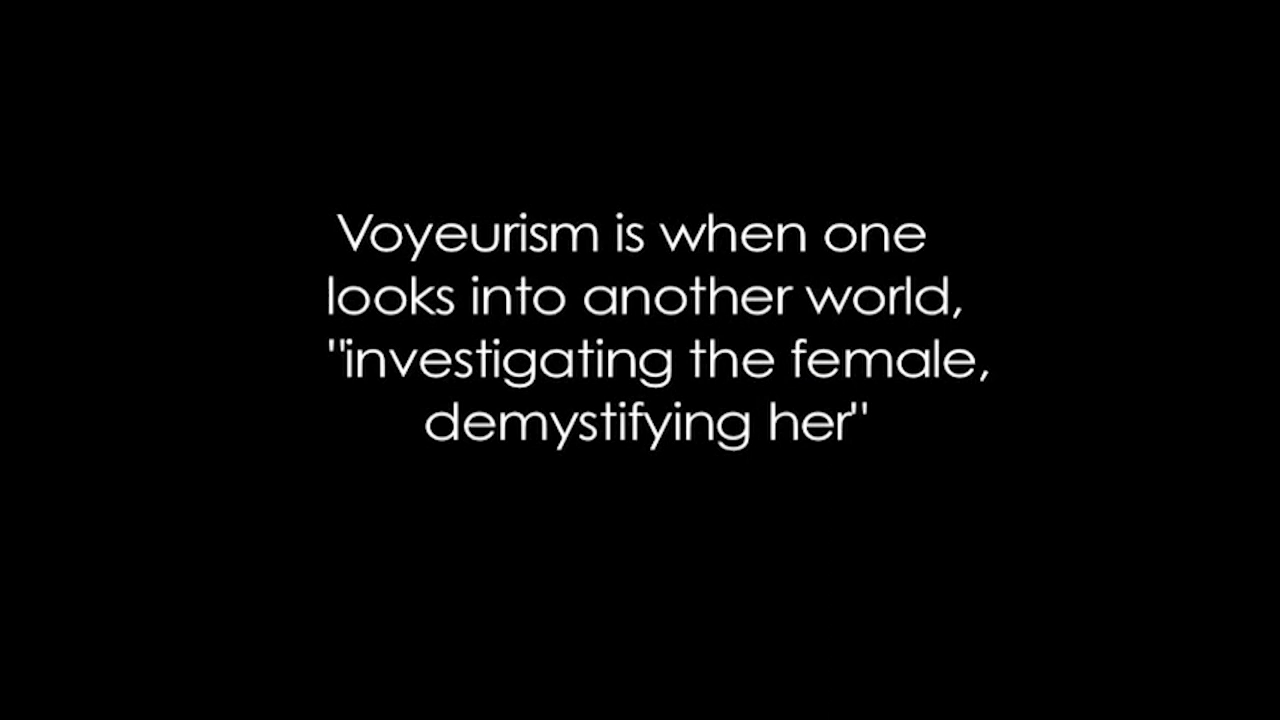 Voyeurism is when one
looks into another world,
"investigating the female,
demystifying her"